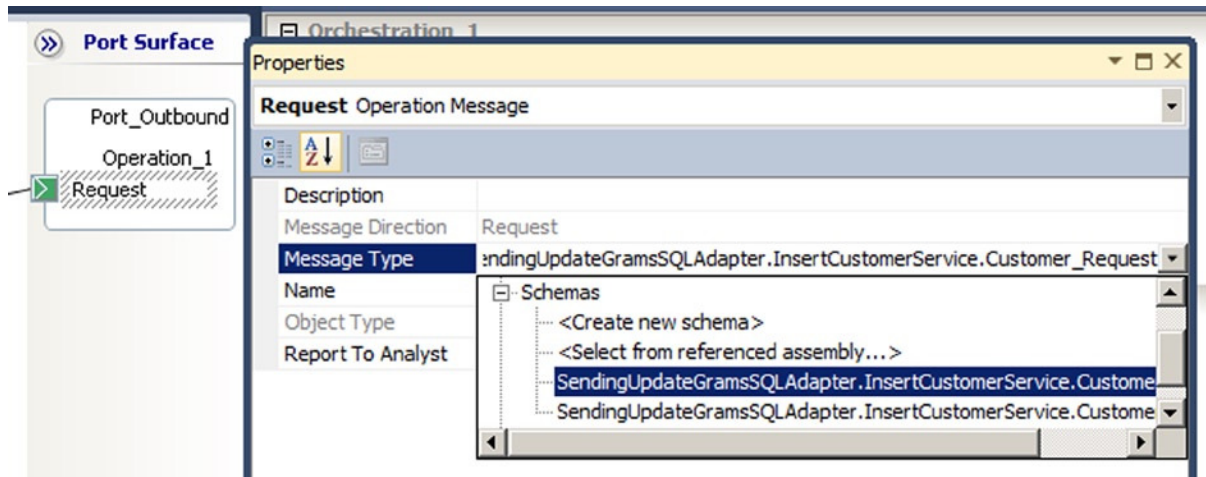 Port Surface
Orchestration_1
Properties
Request Operation Message
Port_Outbound
Operation_1
Request
Description
Message Direction Request
Message Type endingUpdateGramsSQLAdapter.InsertCustomerService.Customer_Request
Name
Object Type
Report To Analyst
Schemas
<Create new schema>
<Select from referenced assembly...>
SendingUpdateGramsSQLAdapter.InsertCustomerService.Custome
SendingUpdateGramsSQLAdapter.InsertCustomerService.Custome